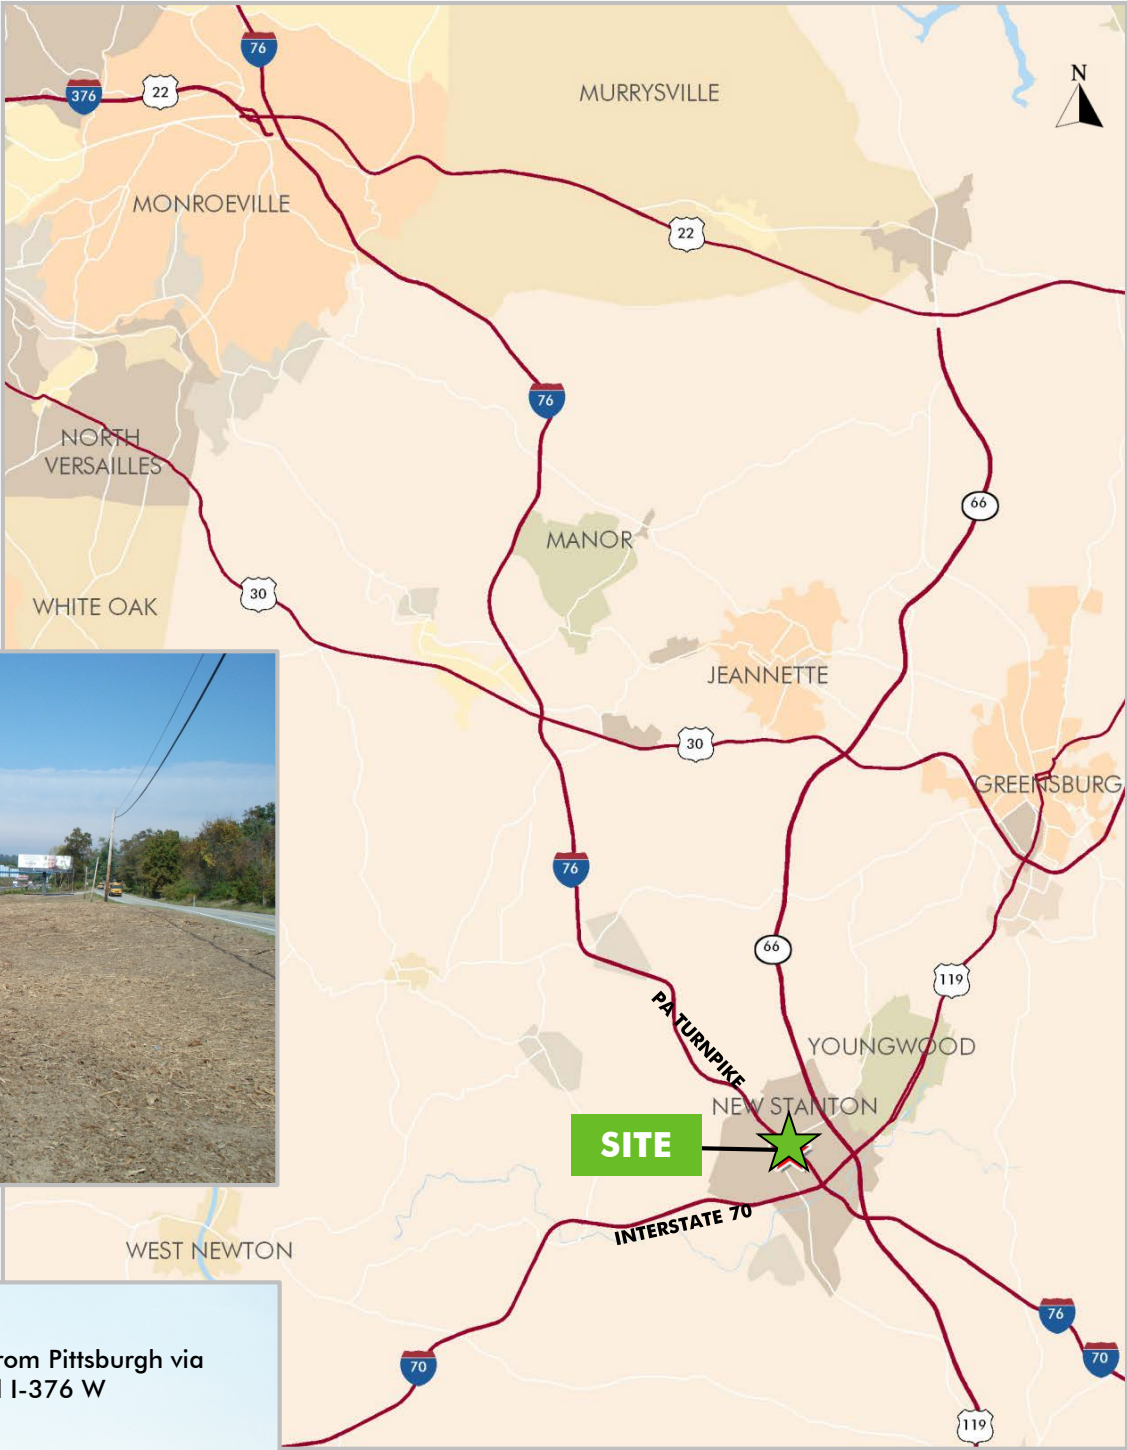 76
376
22
MURRYSVILLE
N
MONROEVILLE
22
76
NORTH
VERSAILLES
66
MANOR
30
WHITE OAK
JEANNETTE
30
GREENSBURG
76
66
119
PA TURNPIKE
YOUNGWOOD
NEW STANTON
SITE
INTERSTATE 70
WEST NEWTON
76
70
70
rom Pittsburgh via
I-376 W
119